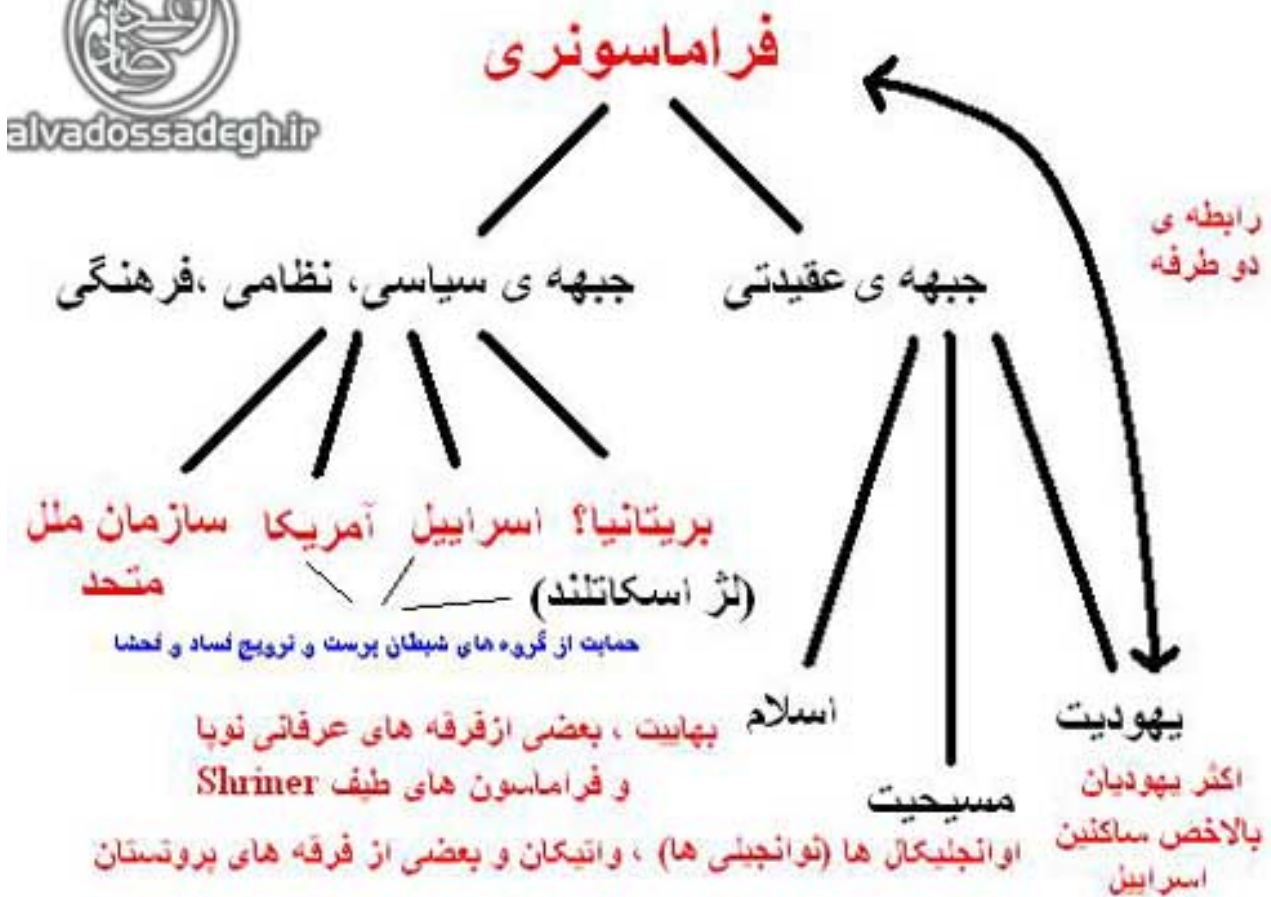 alvadossadegh.ir
فراماسونری
رابطه ی
دو طرفه
جبهه ی عقیدتی
جبهه ی سیاسی، نظامی ،فرهنگی
بریتانیا؟ اسراییل آمریکا سازمان ملل
متحد
(لژ اسکاتلند)
حمایت از گروه های شیطان پرست و ترویج فساد و فحشا
یهودیت
اکثر یهودیان
بالاخص ساکنین
اسراییل
اسلام
بهاییت ، بعضی ازفرقه های عرفانی نوپا
و فراماسون های طیف Shriner
مسیحیت
اوانجلیکال ها (توانجیلی ها) ، واتیکان و بعضی از فرقه های پروتستان